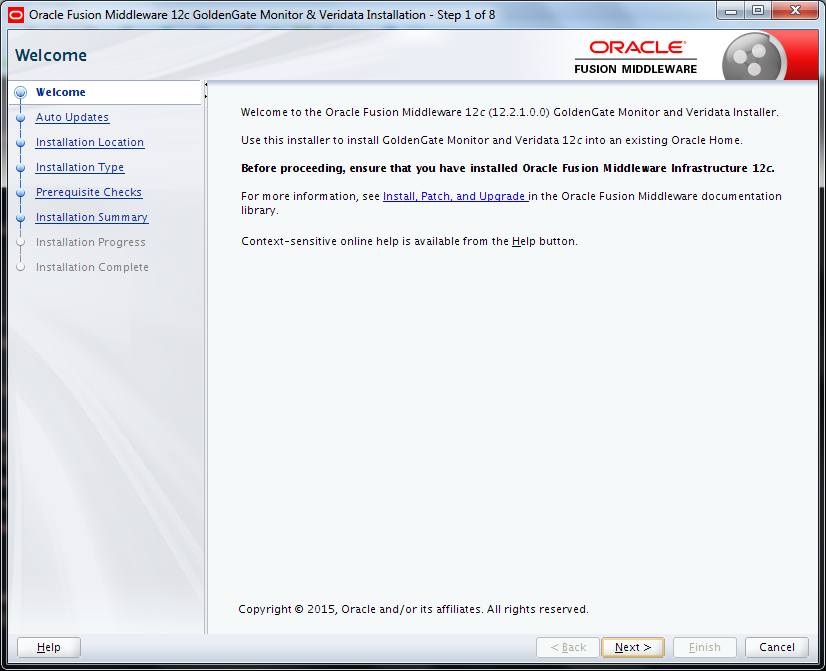 Oracle Fusion Middleware 12c GoldenGate Monitor & Veridata Installation - Step 1 of 8
Welcome
ORACLE®
FUSION MIDDLEWARE
Welcome
Auto Updates
Installation Location
Installation Type
Prerequisite Checks
Installation Summary
Installation Progress
Installation Complete
Welcome to the Oracle Fusion Middleware 12c (12.2.1.0.0) GoldenGate Monitor and Veridata Installer.
Use this installer to install GoldenGate Monitor and Veridata 12c into an existing Oracle Home.
Before proceeding, ensure that you have installed Oracle Fusion Middleware Infrastructure 12c.
For more information, see Install, Patch, and Upgrade in the Oracle Fusion Middleware documentation
library.
Context-sensitive online help is available from the Help button.
Copyright © 2015, Oracle and/or its affiliates. All rights reserved.
Help
< Back
Next >
Finish
Cancel